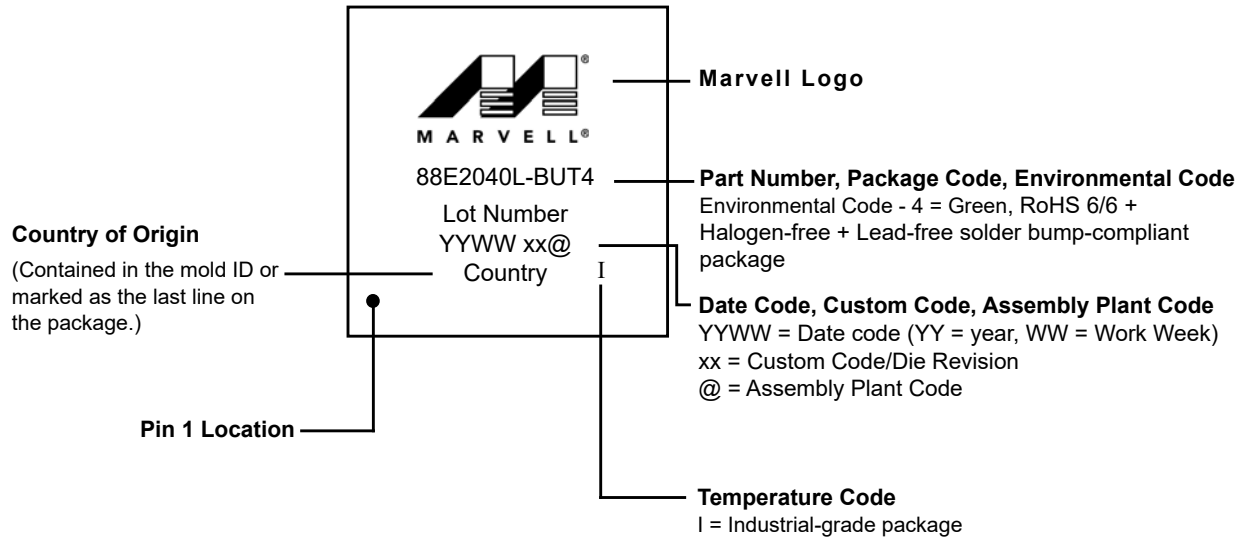 ®
MARVELL®
88E2040L-BUT4
Lot Number
YYWW xx@
Country
I
Marvell Logo
Part Number, Package Code, Environmental Code
Environmental Code - 4 = Green, RoHS 6/6 +
Halogen-free + Lead-free solder bump-compliant
package
Country of Origin
(Contained in the mold ID or
marked as the last line on
the package.)
Date Code, Custom Code, Assembly Plant Code
YYWW = Date code (YY = year, WW = Work Week)
xx = Custom Code/Die Revision
@ = Assembly Plant Code
Pin 1 Location
Temperature Code
I = Industrial-grade package